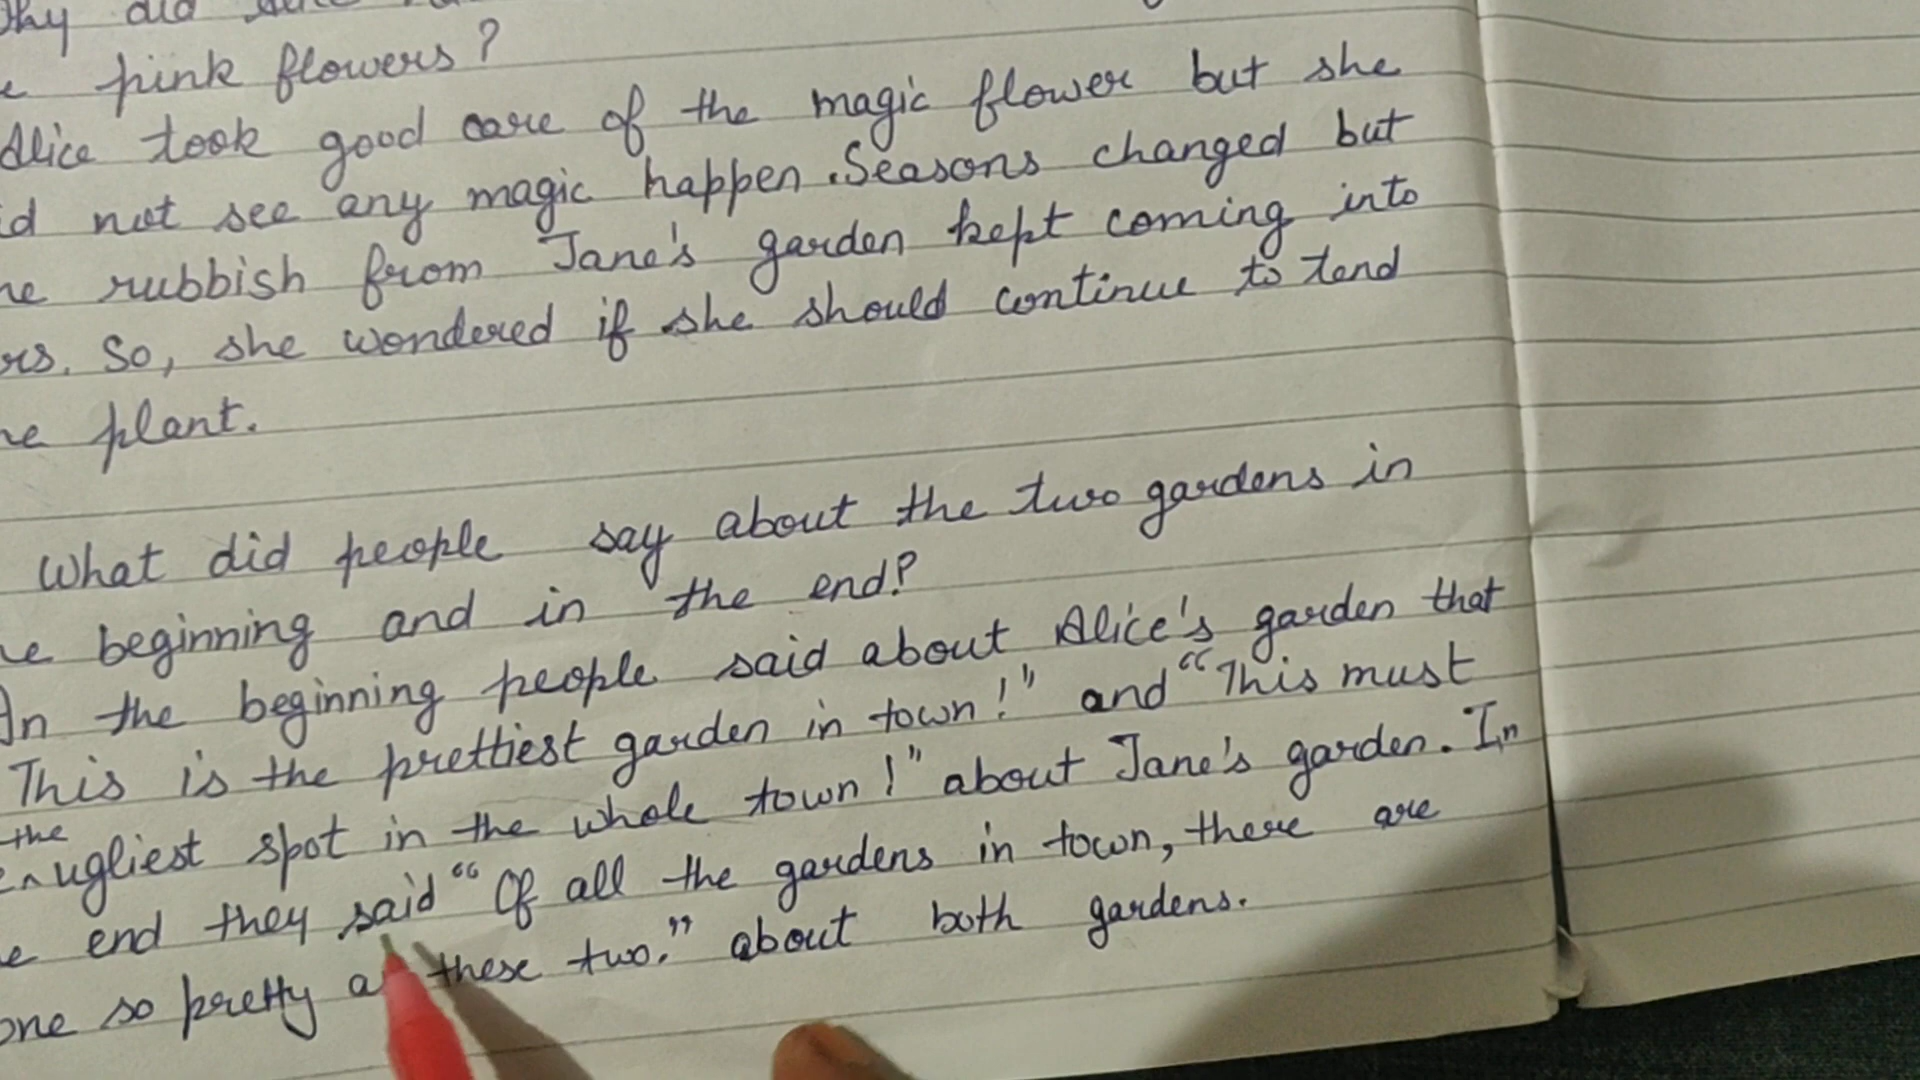 did
pink flowers?
Alice took good care of the magic flower but she
not see any magic happen. Seasons changed but
rubbish from Jane's garden kept coming into
So, she wondered if she should continue to tend
plant.
What did people say about the two gardens in
beginning and in the end?
In the beginning people said about Alice's garden that
This is the prettiest garden in town!" and "This must
the
ugliest spot in the whole town!" about Jane's garden. In
end they said "Of all the gardens in town, there are
so pretty as these two." about both gardens.